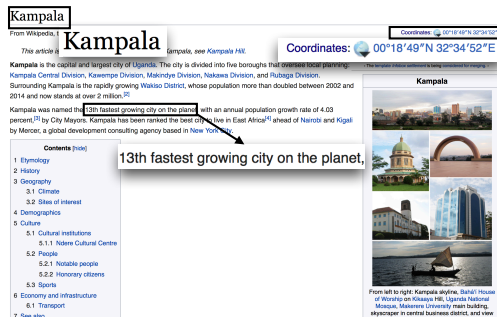 Kampala
Coordinates: 00°18′49″N 32°34′52″E
From Wikipedia,
Kampala
Coordinates: 00°18′49″N 32°34′52″E
This article is
Kampala, see Kampala Hill.
Kampala is the capital and largest city of Uganda. The city is divided into five boroughs that oversee local planning:
Kampala Central Division, Kawempe Division, Makindye Division, Nakawa Division, and Rubaga Division.
Surrounding Kampala is the rapidly growing Wakiso District, whose population more than doubled between 2002 and
2014 and now stands at over 2 million.[2]
Kampala was named the 13th fastest growing city on the planet, with an annual population growth rate of 4.03
percent,[3] by City Mayors. Kampala has been ranked the best city to live in East Africa[4] ahead of Nairobi and Kigali
by Mercer, a global development consulting agency based in New York City.
13th fastest growing city on the planet,
Contents [hide]
1 Etymology
2 History
3 Geography
3.1 Climate
3.2 Sites of interest
4 Demographics
5 Culture
5.1 Cultural institutions
5.1.1 Ndere Cultural Centre
5.2 People
5.2.1 Notable people
5.2.2 Honorary citizens
5.3 Sports
6 Economy and infrastructure
6.1 Transport
7 See also
Kampala
From left to right: Kampala skyline, Bahá'í House
of Worship on Kikaaya Hill, Uganda National
Mosque, Makerere University main building,
skyscraper in central business district, and view